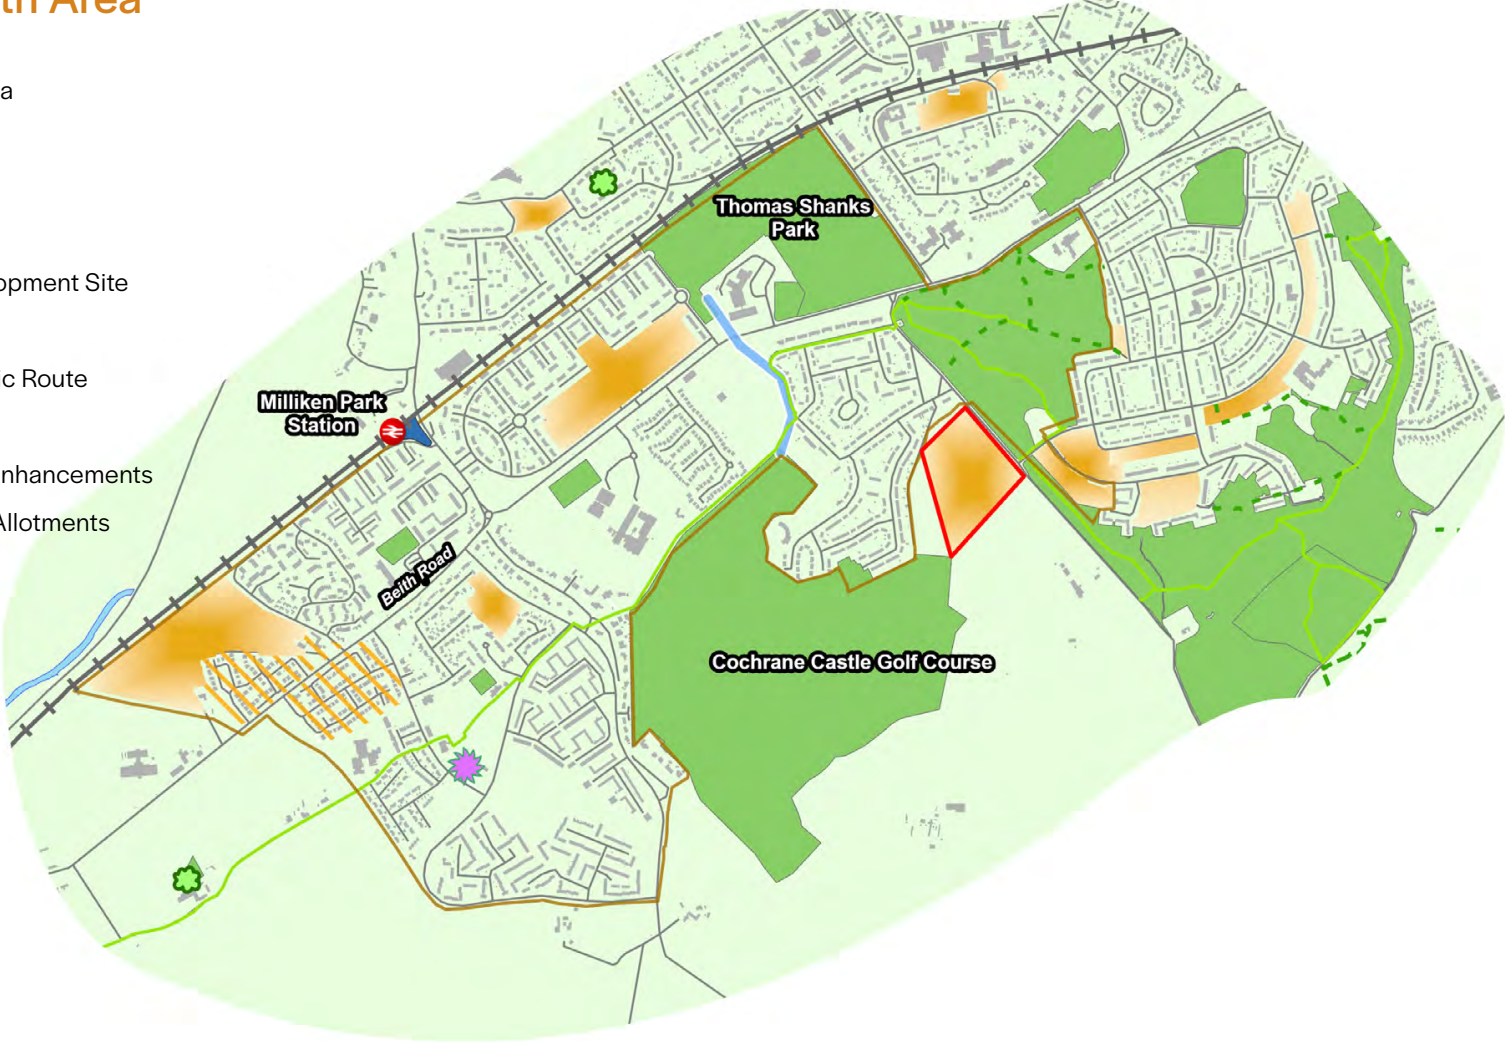 th Area
a
opment Site
ic Route
nhancements
Allotments
Thomas Shanks
Park
Milliken Park
Station
Beith Road
Cochrane Castle Golf Course